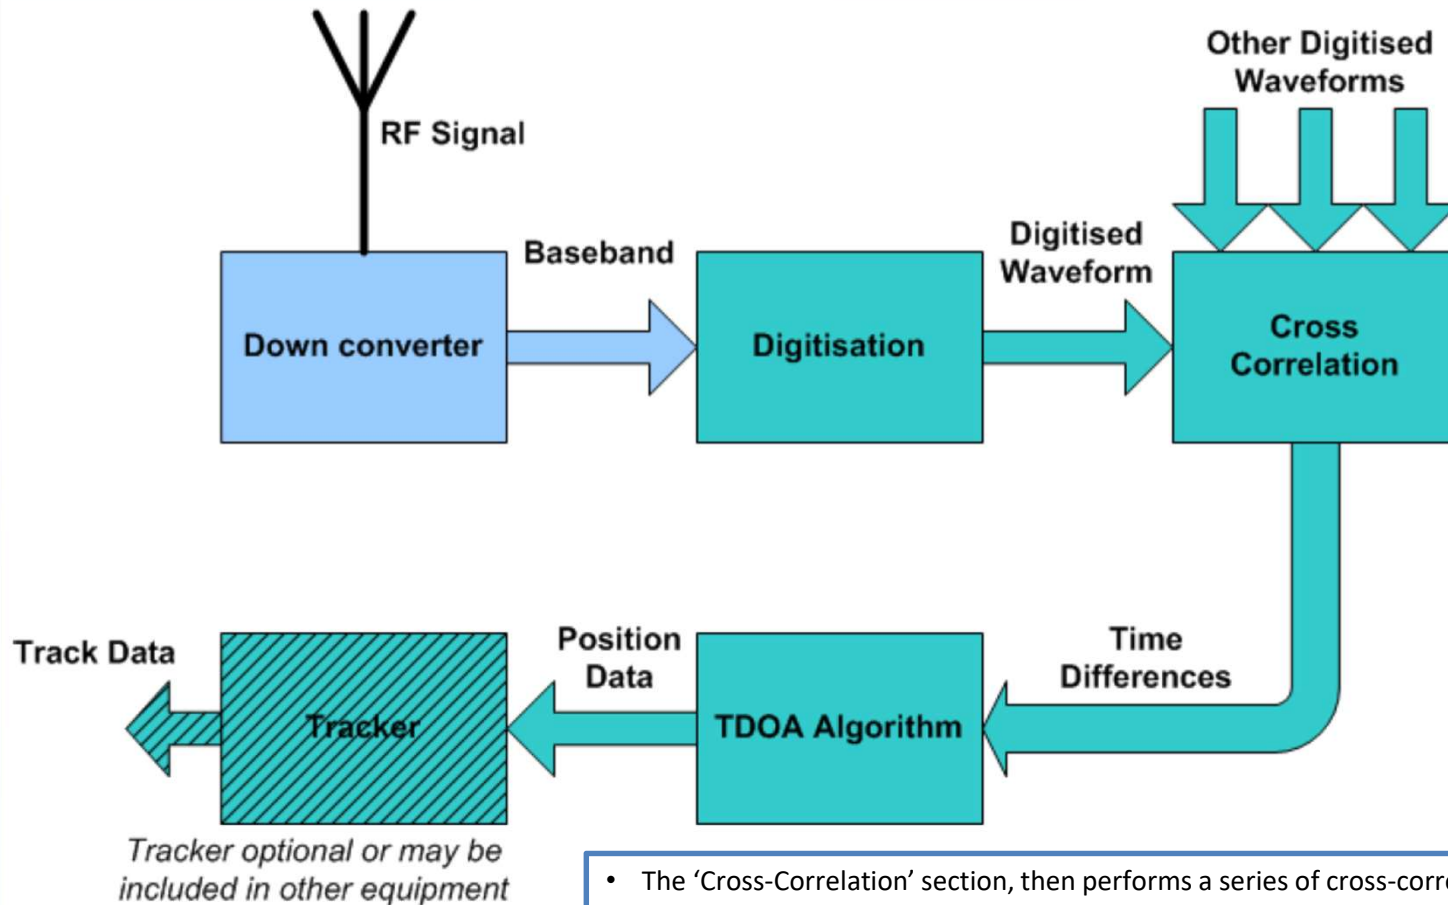 Other Digitised
Waveforms
RF Signal
Baseband
Digitised
Waveform
Down converter
Digitisation
Cross
Correlation
Track Data
Position
Data
Time
Differences
Tracker
TDOA Algorithm
Tracker optional or may be
included in other equipment
• The ‘Cross-Correlation’ section, then performs a series of